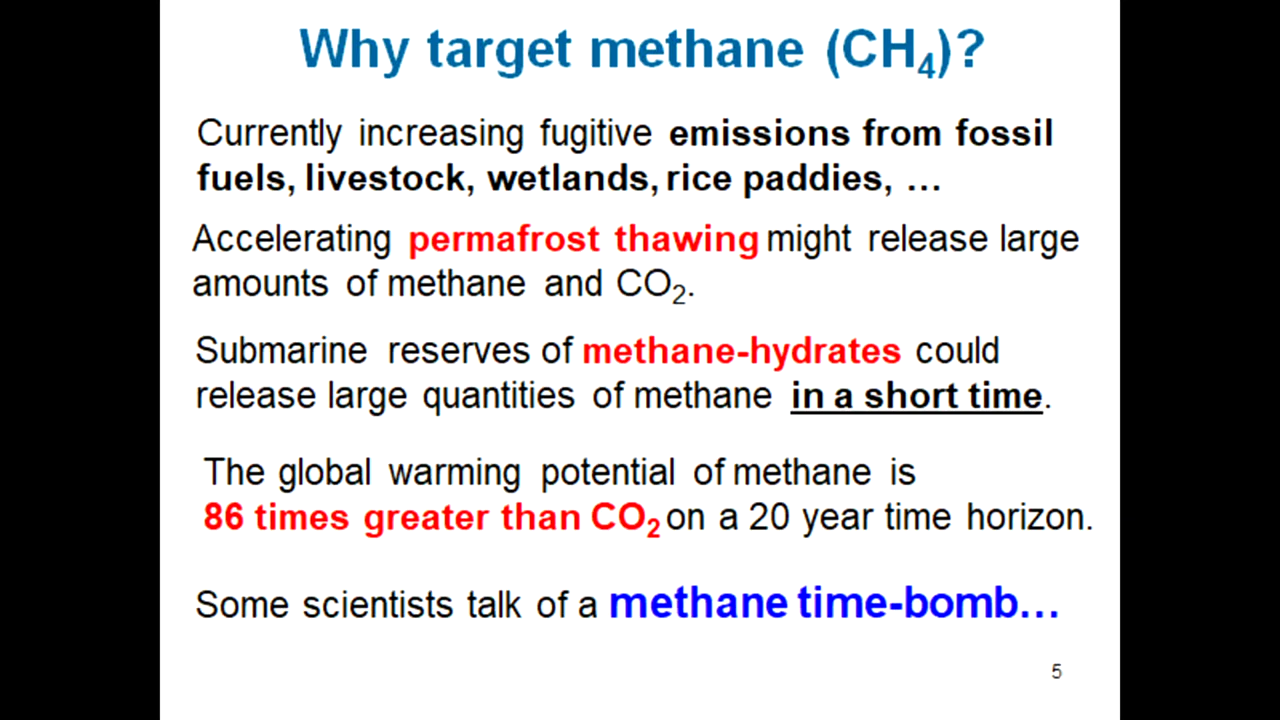 Why target methane (CH₄)?
Currently increasing fugitive emissions from fossil
fuels, livestock, wetlands, rice paddies, …
Accelerating permafrost thawing might release large
amounts of methane and CO₂.
Submarine reserves of methane-hydrates could
release large quantities of methane in a short time.
The global warming potential of methane is
86 times greater than CO₂ on a 20 year time horizon.
Some scientists talk of a methane time-bomb…
5